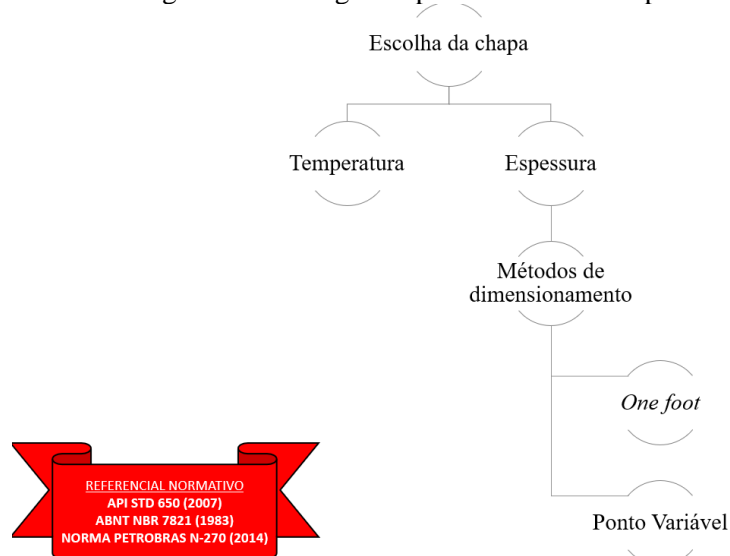 Escolha da chapa
Temperatura
Espessura
Métodos de
dimensionamento
One foot
Ponto Variável
REFERENCIAL NORMATIVO
API STD 650 (2007)
ABNT NBR 7821 (1983)
NORMA PETROBRAS N-270 (2014)